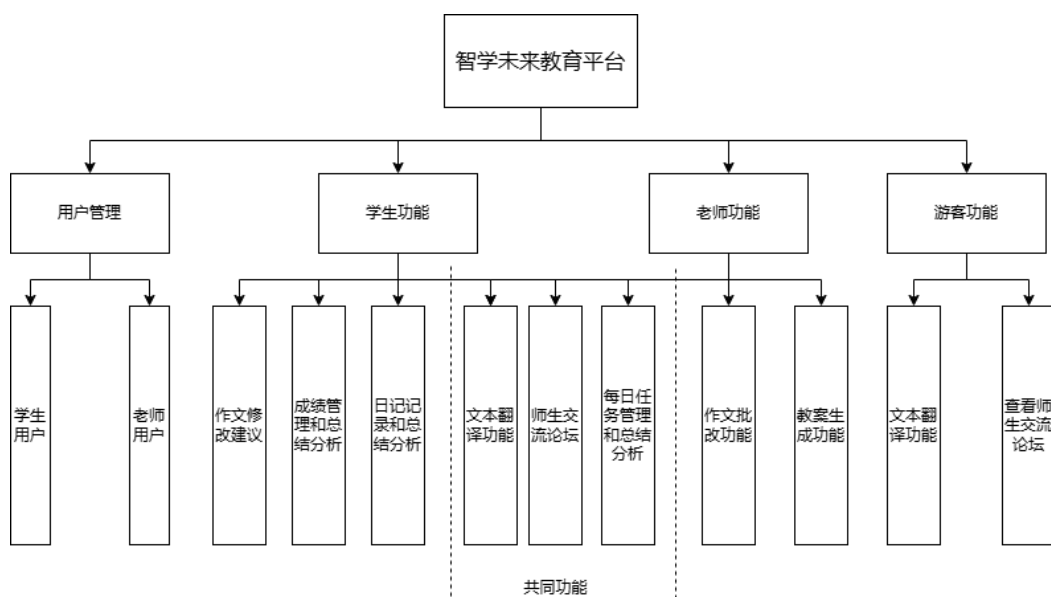 智学未来教育平台
用户管理
学生功能
老师功能
游客功能
学生
用户
老师
用户
作文修
改建议
成绩管
理和总
结分析
日记记
录和总
结分析
文本翻
译功能
师生交
流论坛
每日任
务管理
和总结
分析
作文批
改功能
教案生
成功能
文本翻
译功能
查看师
生交流
论坛
共同功能